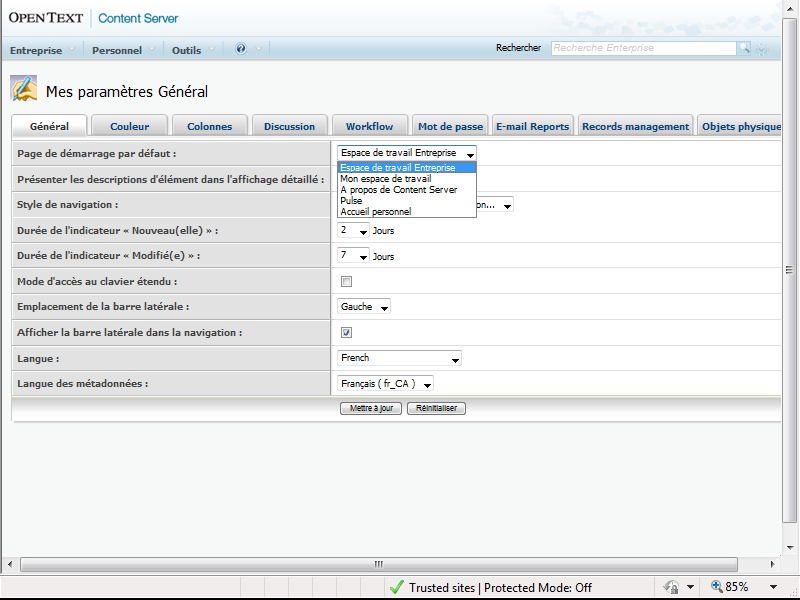 OPEN TEXT | Content Server
Entreprise Personnel Outils Rechercher Recherche Enterprise
Mes paramètres Général
Général Couleur Colonnes Discussion Workflow Mot de passe E-mail Reports Records management Objets physique
Page de démarrage par défaut : Espace de travail Entreprise
Espace de travail Entreprise
Présenter les descriptions d'élément dans l'affichage détaillé : Mon espace de travail
A propos de Content Server
Style de navigation : Pulse on...
Accueil personnel
Durée de l'indicateur « Nouveau(elle) » : 2 Jours
Durée de l'indicateur « Modifié(e) » : 7 Jours
Mode d'accès au clavier étendu :
Emplacement de la barre latérale : Gauche
Afficher la barre latérale dans la navigation :
Langue : French
Langue des métadonnées : Français ( fr_CA )
Mettre à jour Réinitialiser
Trusted sites | Protected Mode: Off 85%